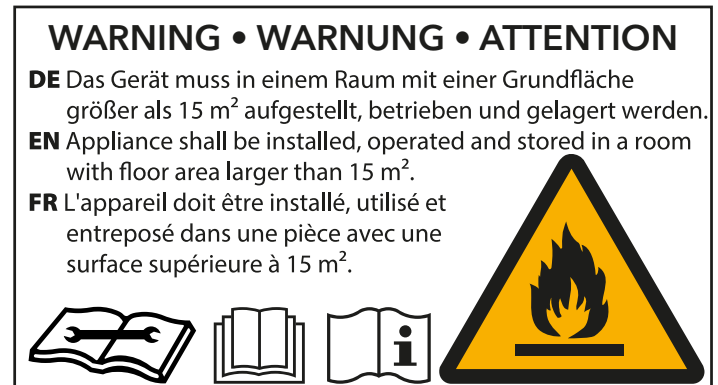 WARNING • WARNUNG • ATTENTION
DE Das Gerät muss in einem Raum mit einer Grundfläche
größer als 15 m² aufgestellt, betrieben und gelagert werden.
EN Appliance shall be installed, operated and stored in a room
with floor area larger than 15 m².
FR L'appareil doit être installé, utilisé et
entreposé dans une pièce avec une
surface supérieure à 15 m².
i